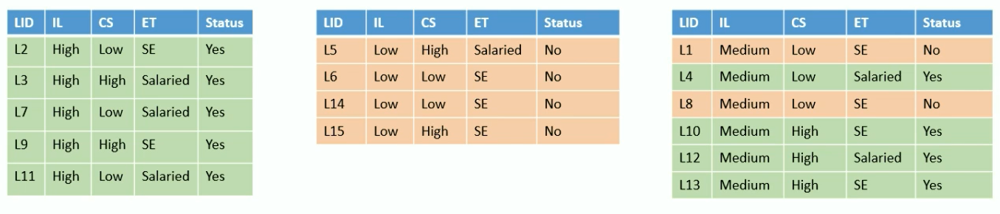 LID IL CS ET Status
L2 High Low SE Yes
L3 High High Salaried Yes
L7 High Low Salaried Yes
L9 High High SE Yes
L11 High Low Salaried Yes
LID IL CS ET Status
L5 Low High Salaried No
L6 Low Low SE No
L14 Low Low SE No
L15 Low High SE No
LID IL CS ET Status
L1 Medium Low SE No
L4 Medium Low Salaried Yes
L8 Medium Low SE No
L10 Medium High SE Yes
L12 Medium High Salaried Yes
L13 Medium High SE Yes